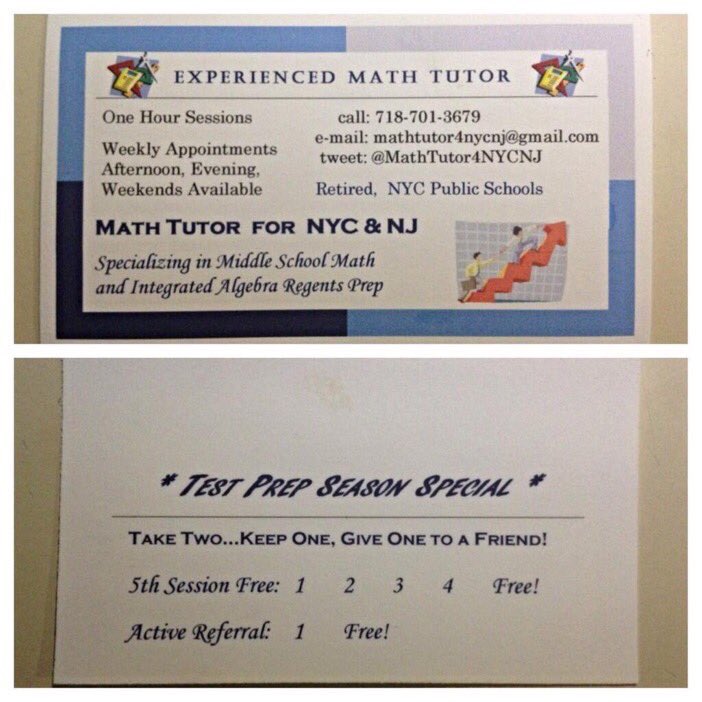 EXPERIENCED MATH TUTOR
One Hour Sessions
Weekly Appointments
Afternoon, Evening,
Weekends Available
call: 718-701-3679
e-mail: mathtutor4nycnj@gmail.com
tweet: @MathTutor4NYCNJ
Retired, NYC Public Schools
MATH TUTOR FOR NYC & NJ
Specializing in Middle School Math
and Integrated Algebra Regents Prep
* TEST PREP SEASON SPECIAL *
TAKE TWO...KEEP ONE, GIVE ONE TO A FRIEND!
5th Session Free: 1 2 3 4 Free!
Active Referral: 1 Free!